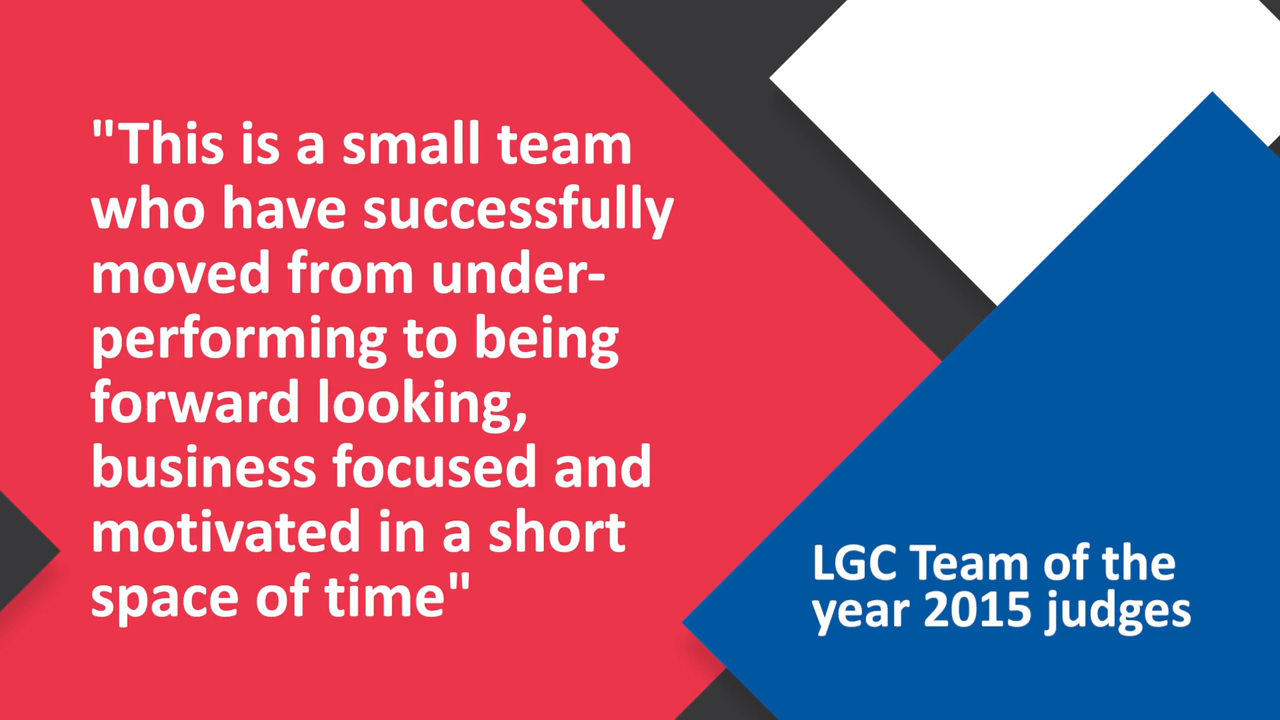 "This is a small team
who have successfully
moved from under-
performing to being
forward looking,
business focused and
motivated in a short
space of time"
LGC Team of the
year 2015 judges